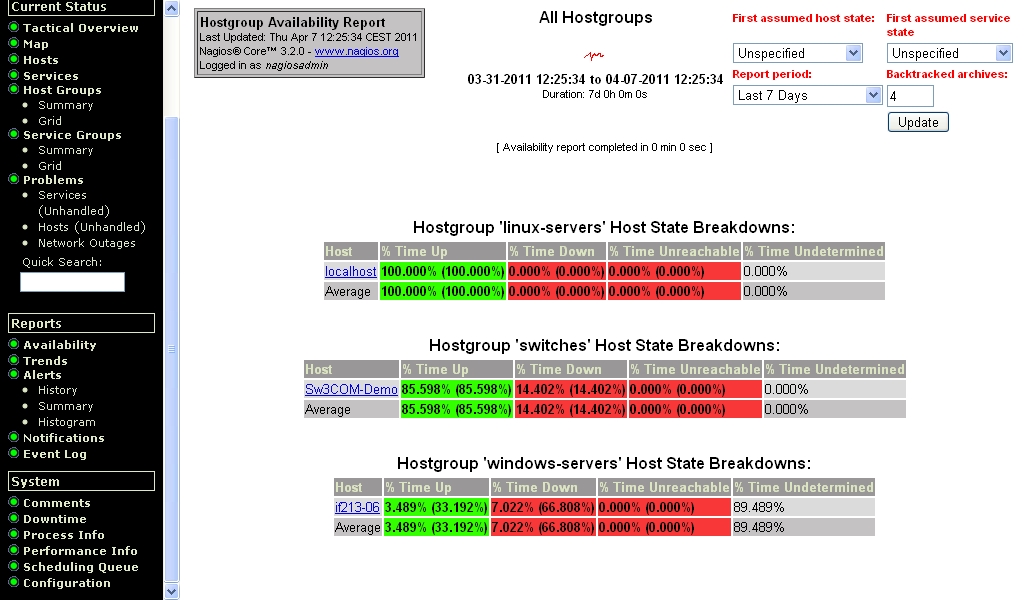 Current Status
Tactical Overview
Map
Hosts
Services
Host Groups
Summary
Grid
Service Groups
Summary
Grid
Problems
Services
(Unhandled)
Hosts (Unhandled)
Network Outages
Quick Search:
Reports
Availability
Trends
Alerts
History
Summary
Histogram
Notifications
Event Log
System
Comments
Downtime
Process Info
Performance Info
Scheduling Queue
Configuration
Hostgroup Availability Report
Last Updated: Thu Apr 7 12:25:34 CEST 2011
Nagios® Core™ 3.2.0 - www.nagios.org
Logged in as nagiosadmin
All Hostgroups
03-31-2011 12:25:34 to 04-07-2011 12:25:34
Duration: 7d 0h 0m 0s
[ Availability report completed in 0 min 0 sec ]
First assumed host state: First assumed service state
Unspecified Unspecified
Report period: Backtracked archives:
Last 7 Days 4
Update
Hostgroup 'linux-servers' Host State Breakdowns:
Host % Time Up % Time Down % Time Unreachable % Time Undetermined
localhost 100.000% (100.000%) 0.000% (0.000%) 0.000% (0.000%) 0.000%
Average 100.000% (100.000%) 0.000% (0.000%) 0.000% (0.000%) 0.000%
Hostgroup 'switches' Host State Breakdowns:
Host % Time Up % Time Down % Time Unreachable % Time Undetermined
Sw3COM-Demo 85.598% (85.598%) 14.402% (14.402%) 0.000% (0.000%) 0.000%
Average 85.598% (85.598%) 14.402% (14.402%) 0.000% (0.000%) 0.000%
Hostgroup 'windows-servers' Host State Breakdowns:
Host % Time Up % Time Down % Time Unreachable % Time Undetermined
if213-06 3.489% (33.192%) 7.022% (66.808%) 0.000% (0.000%) 89.489%
Average 3.489% (33.192%) 7.022% (66.808%) 0.000% (0.000%) 89.489%